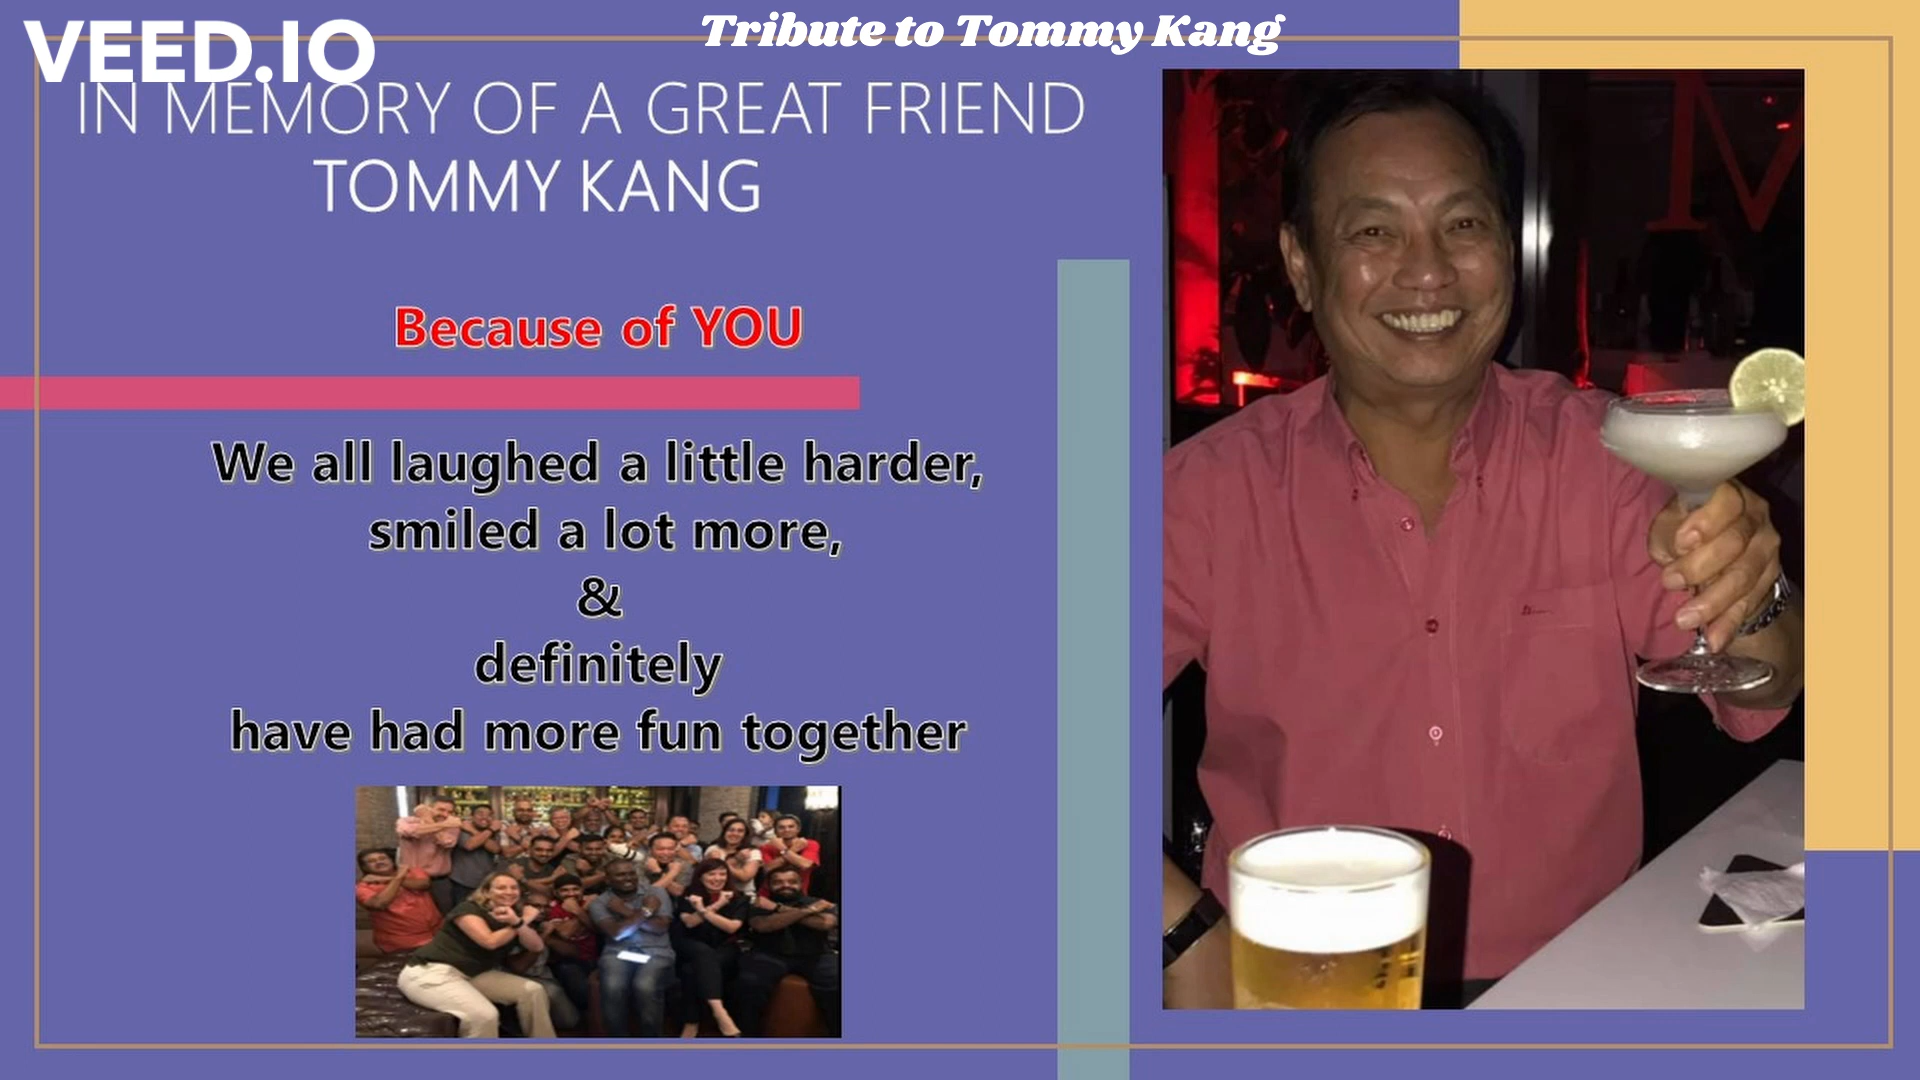 VEED.IO
Tribute to Tommy Kang
IN MEMORY OF A GREAT FRIEND
TOMMY KANG
Because of YOU
We all laughed a little harder,
smiled a lot more,
&
definitely
have had more fun together
M